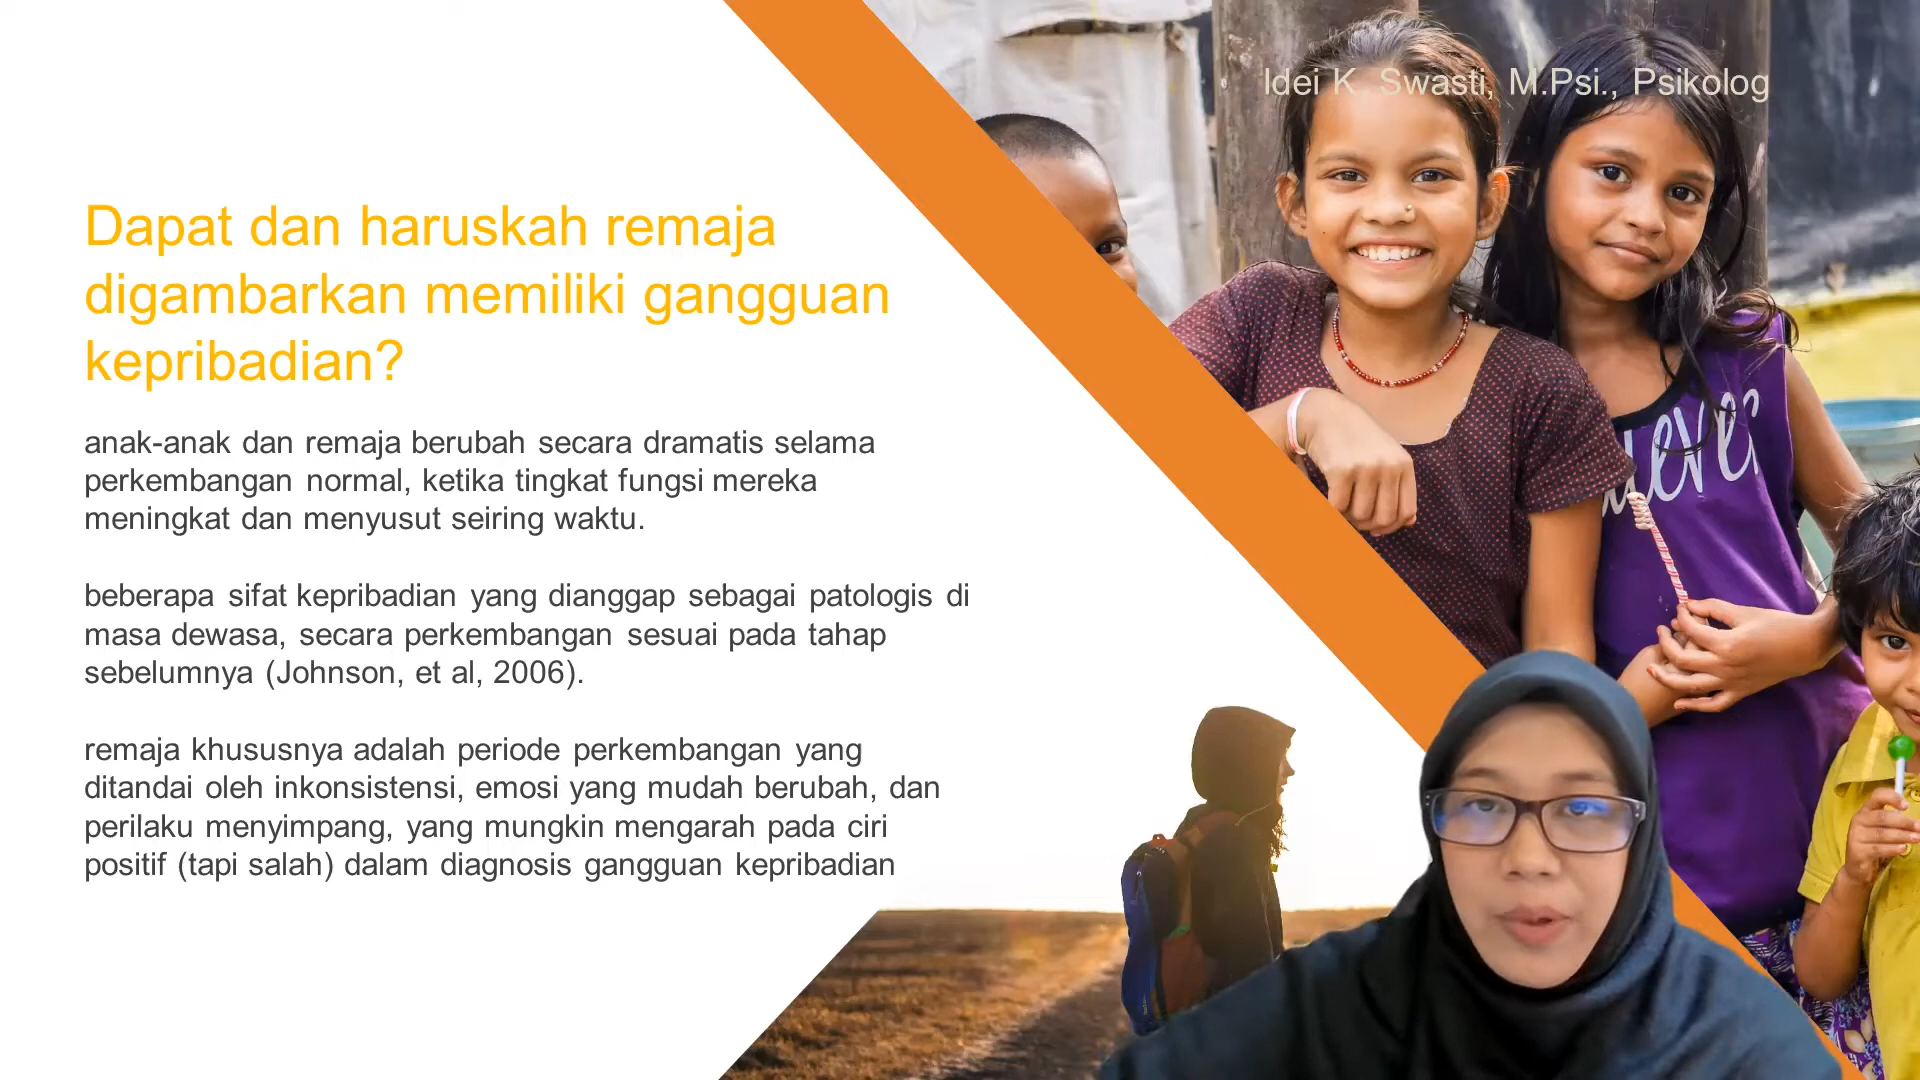 Idei K. Swasti, M.Psi., Psikolog
Dapat dan haruskah remaja
digambarkan memiliki gangguan
kepribadian?
anak-anak dan remaja berubah secara dramatis selama
perkembangan normal, ketika tingkat fungsi mereka
meningkat dan menyusut seiring waktu.
beberapa sifat kepribadian yang dianggap sebagai patologis di
masa dewasa, secara perkembangan sesuai pada tahap
sebelumnya (Johnson, et al, 2006).
remaja khususnya adalah periode perkembangan yang
ditandai oleh inkonsistensi, emosi yang mudah berubah, dan
perilaku menyimpang, yang mungkin mengarah pada ciri
positif (tapi salah) dalam diagnosis gangguan kepribadian